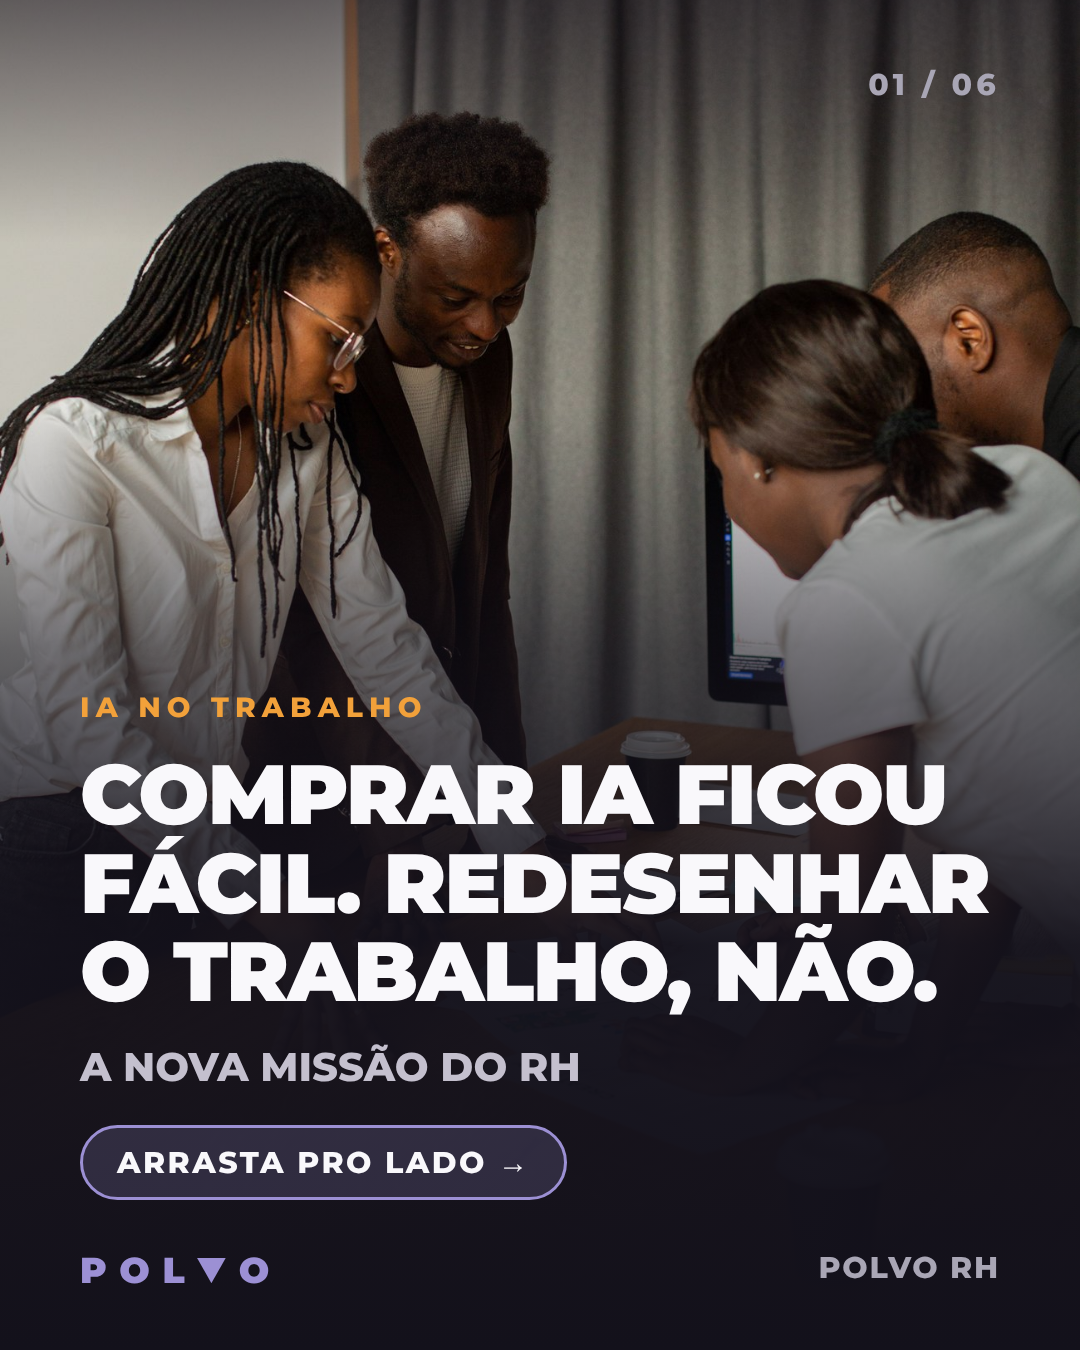 01 / 06
IA NO TRABALHO
COMPRAR IA FICOU
FÁCIL. REDESENHAR
O TRABALHO, NÃO.
A NOVA MISSÃO DO RH
ARRASTA PRO LADO →
POLVO
POLVO RH